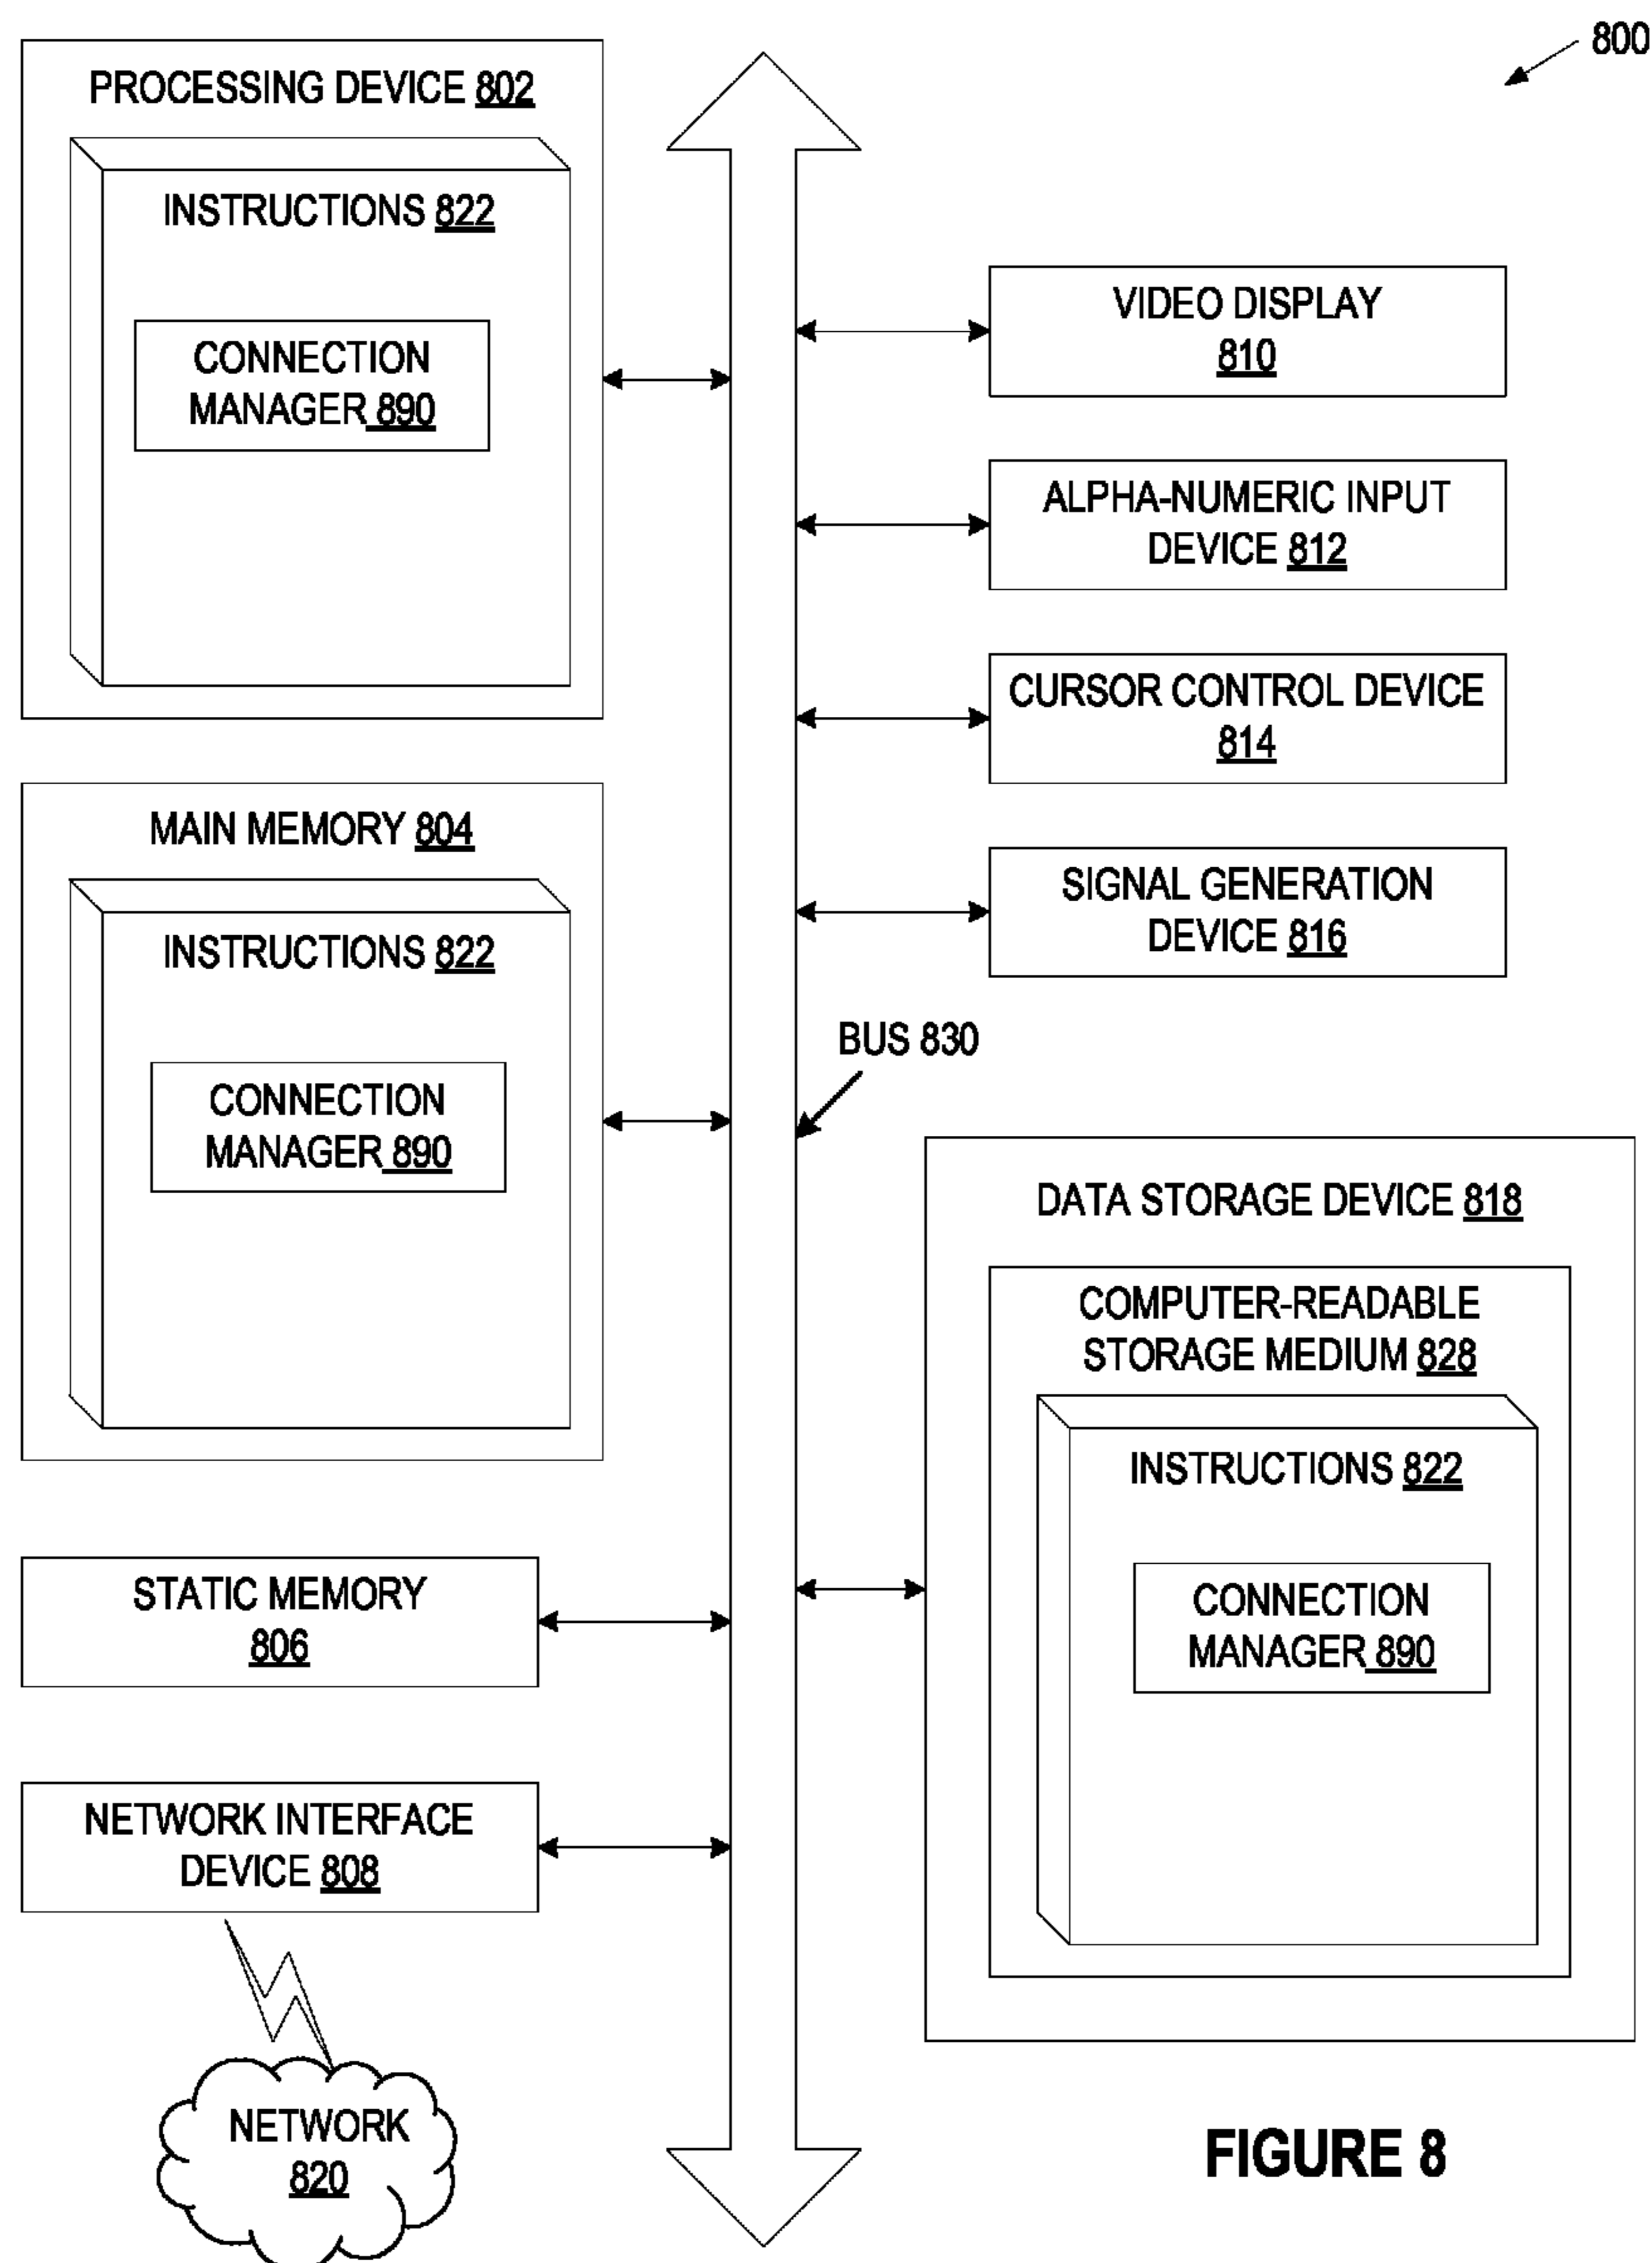 800
PROCESSING DEVICE 802
INSTRUCTIONS 822
CONNECTION
MANAGER 890
MAIN MEMORY 804
INSTRUCTIONS 822
CONNECTION
MANAGER 890
STATIC MEMORY
806
NETWORK INTERFACE
DEVICE 808
NETWORK
820
VIDEO DISPLAY
810
ALPHA-NUMERIC INPUT
DEVICE 812
CURSOR CONTROL DEVICE
814
SIGNAL GENERATION
DEVICE 816
BUS 830
DATA STORAGE DEVICE 818
COMPUTER-READABLE
STORAGE MEDIUM 828
INSTRUCTIONS 822
CONNECTION
MANAGER 890
FIGURE 8